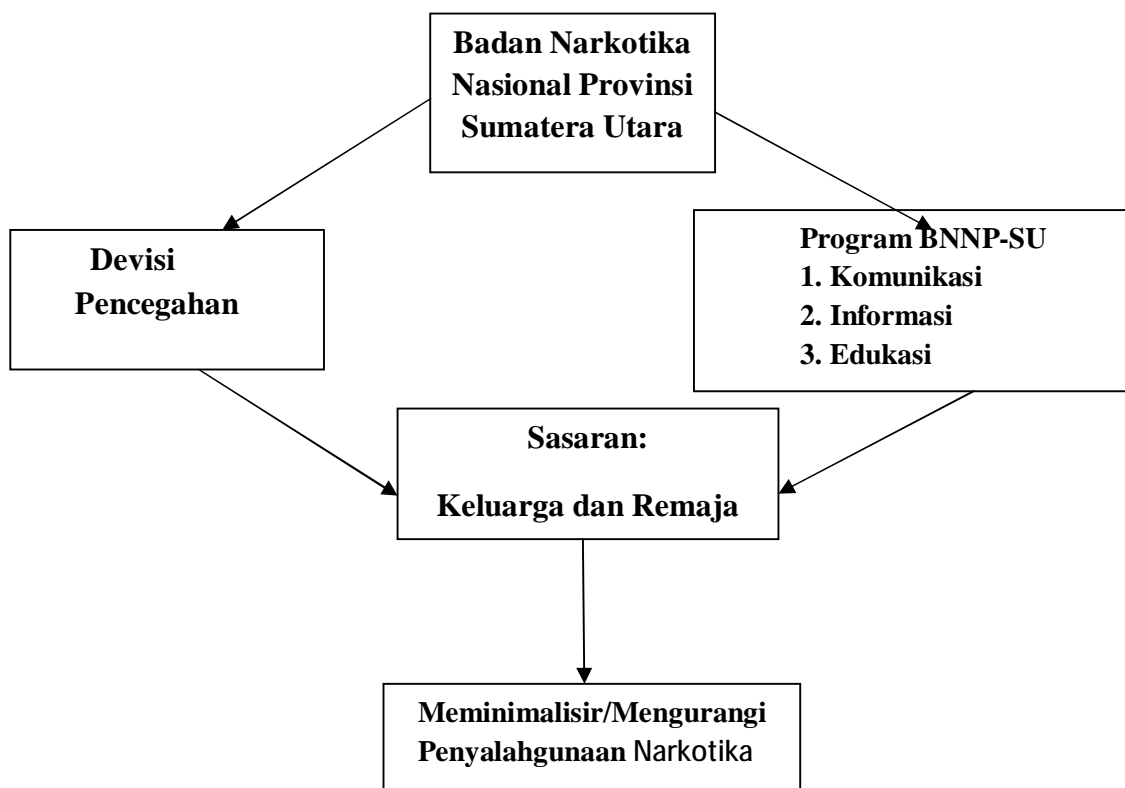 Badan Narkotika
Nasional Provinsi
Sumatera Utara
Devisi
Pencegahan
Program BNNP-SU
1. Komunikasi
2. Informasi
3. Edukasi
Sasaran:
Keluarga dan Remaja
Meminimalisir/Mengurangi
Penyalahgunaan Narkotika